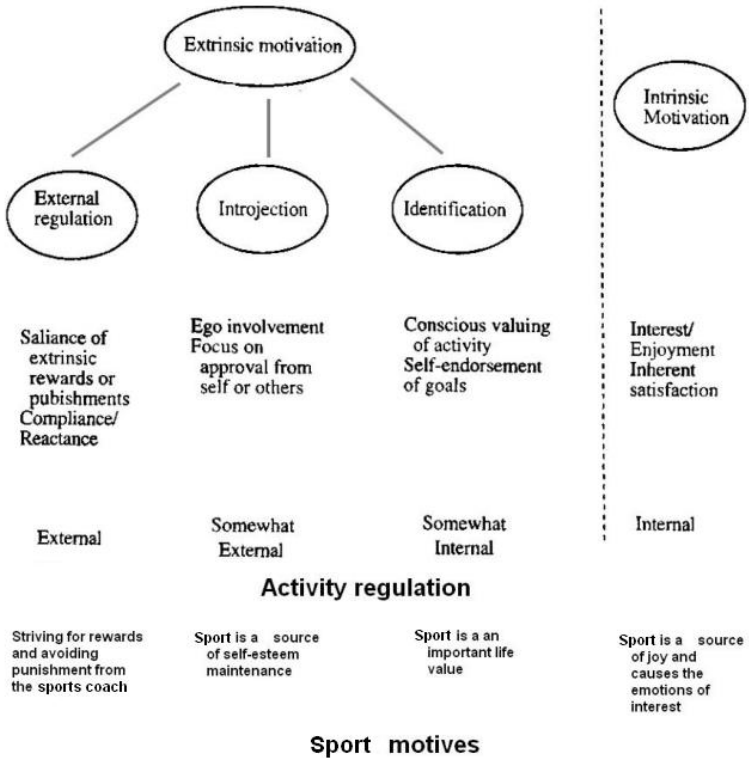 Extrinsic motivation
Intrinsic
Motivation
External
regulation
Introjection
Identification
Saliance of
extrinsic
rewards or
pubishments
Compliance/
Reactance
Ego involvement
Focus on
approval from
self or others
Conscious valuing
of activity
Self-endorsement
of goals
Interest/
Enjoyment
Inherent
satisfaction
External
Somewhat
External
Somewhat
Internal
Internal
Activity regulation
Striving for rewards
and avoiding
punishment from
the sports coach
Sport is a source
of self-esteem
maintenance
Sport is a an
important life
value
Sport is a source
of joy and
causes the
emotions of
interest
Sport motives